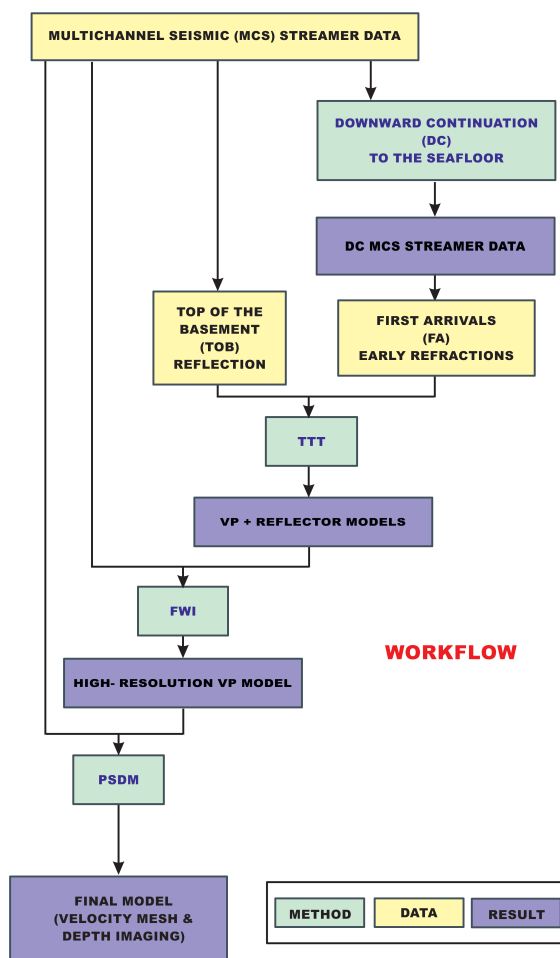 MULTICHANNEL SEISMIC (MCS) STREAMER DATA
DOWNWARD CONTINUATION
(DC)
TO THE SEAFLOOR
DC MCS STREAMER DATA
TOP OF THE
BASEMENT
(TOB)
REFLECTION
FIRST ARRIVALS
(FA)
EARLY REFRACTIONS
TTT
VP + REFLECTOR MODELS
FWI
WORKFLOW
HIGH- RESOLUTION VP MODEL
PSDM
FINAL MODEL
(VELOCITY MESH &
DEPTH IMAGING)
METHOD
DATA
RESULT